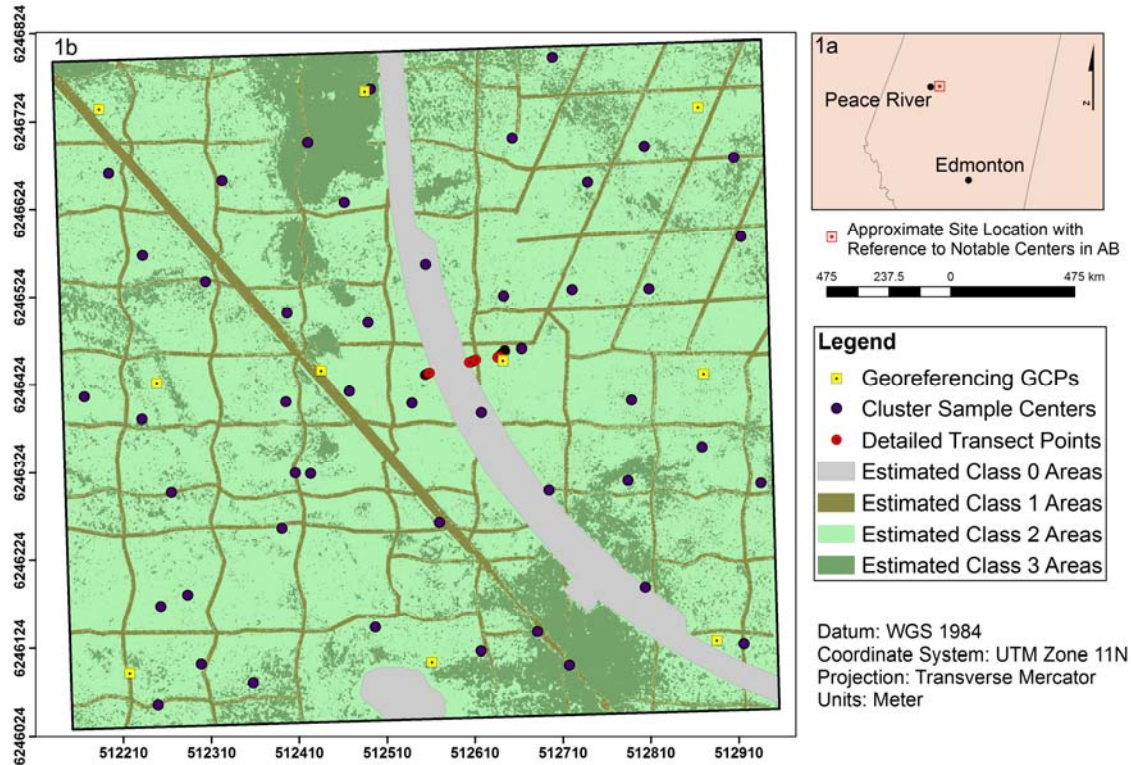 1b
6246824
6246724
6246624
6246524
6246424
6246324
6246224
6246124
6246024
512210 512310 512410 512510 512610 512710 512810 512910
1a
Peace River
Edmonton
z
Approximate Site Location with
Reference to Notable Centers in AB
475 237.5 0 475 km
Legend
Georeferencing GCPs
Cluster Sample Centers
Detailed Transect Points
Estimated Class 0 Areas
Estimated Class 1 Areas
Estimated Class 2 Areas
Estimated Class 3 Areas
Datum: WGS 1984
Coordinate System: UTM Zone 11N
Projection: Transverse Mercator
Units: Meter